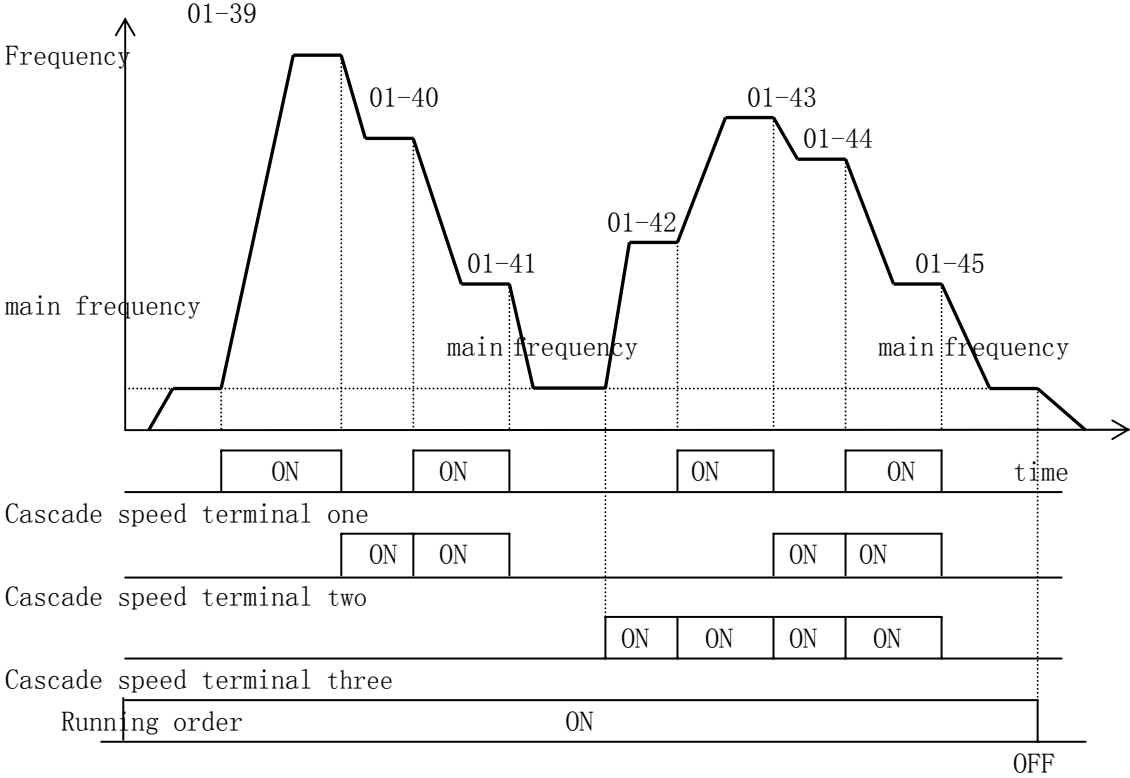 01-39
Frequency
01-40
01-43
01-44
01-42
01-41
01-45
main frequency
main frequency
main frequency
ON
ON
ON
ON
time
Cascade speed terminal one
ON
ON
ON
ON
Cascade speed terminal two
ON
ON
ON
ON
Cascade speed terminal three
Running order
ON
OFF